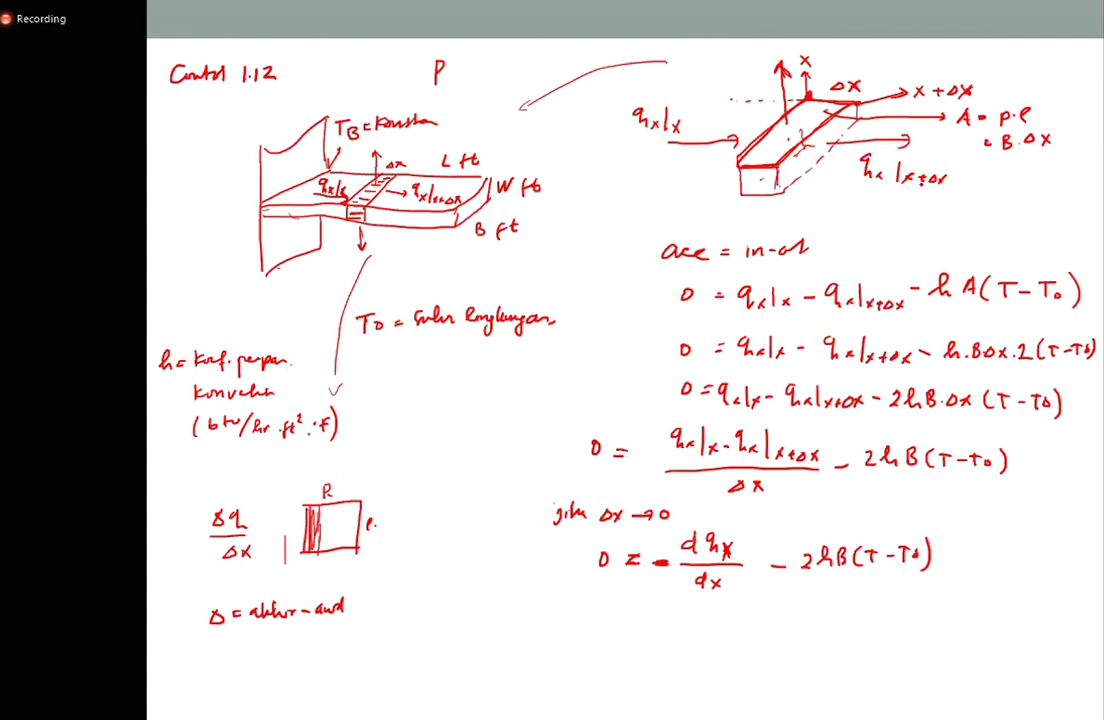 Recording
Contoh 1.12
P
TB = Konstan
Δx
L ft
W ft
B ft
qx|x
qx|x+Δx
T0 = Suhu lingkungan
h = Koef. perpan.
Konveksi
(btu/hr.ft².°F)
Δq/Δx
R
Δ = akhir - awal
x
Δx
x + Δx
qx|x
A = p.l
= B.Δx
qx|x+Δx
acc = in-out
0 = qx|x - qx|x+Δx - h A(T-T0)
0 = qx|x - qx|x+Δx - h.BΔx.2(T-T0)
0 = qx|x - qx|x+Δx - 2hB.Δx (T-T0)
0 = (qx|x - qx|x+Δx)/Δx - 2hB(T-T0)
jika Δx → 0
0 = - dqx/dx - 2hB(T-T0)